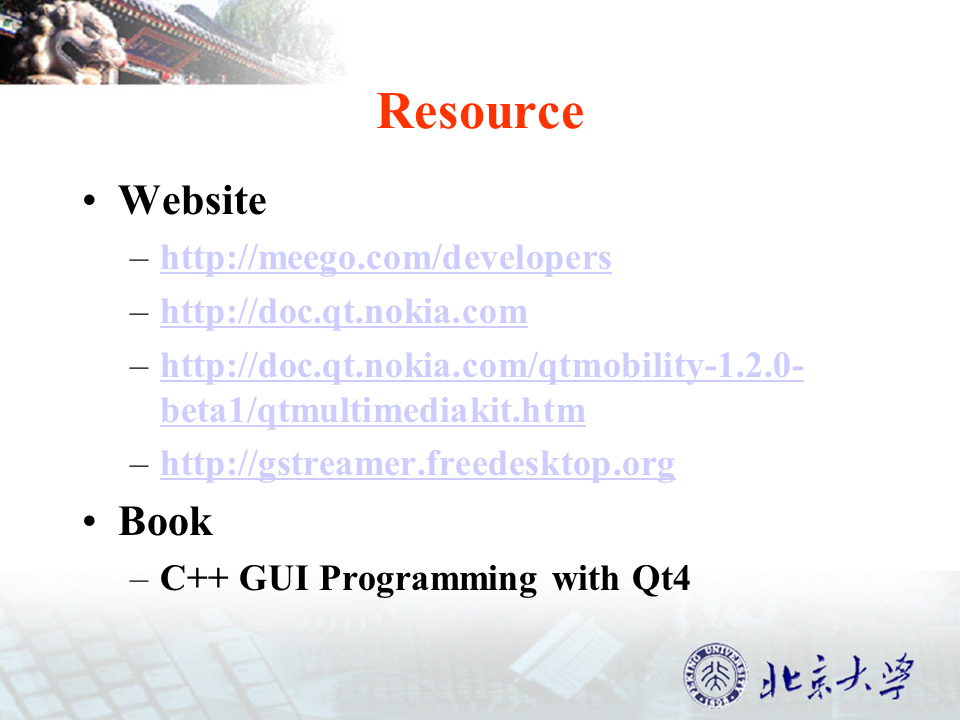 Resource
• Website
– http://meego.com/developers
– http://doc.qt.nokia.com
– http://doc.qt.nokia.com/qtmobility-1.2.0-
beta1/qtmultimediakit.htm
– http://gstreamer.freedesktop.org
• Book
– C++ GUI Programming with Qt4
PEKING UNIVERSITY
1898
北京大学